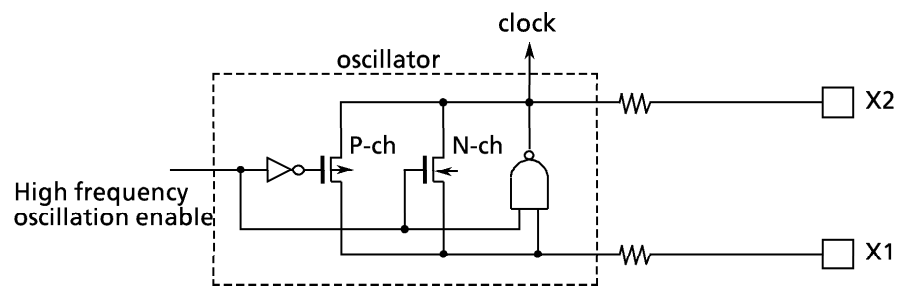 clock
oscillator
X2
P-ch
N-ch
High frequency
oscillation enable
X1